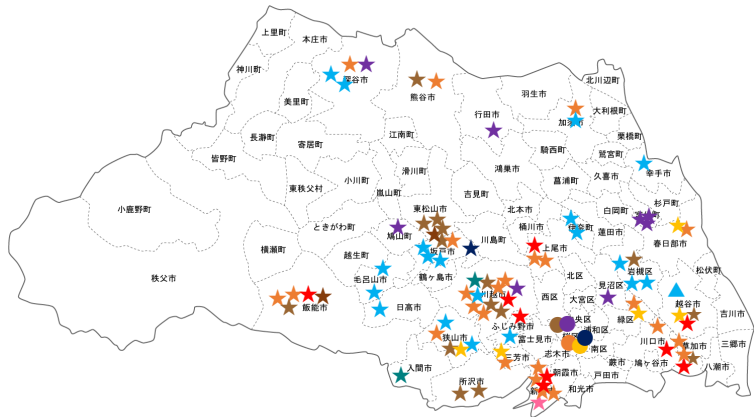 上里町
本庄市
神川町
深谷市
美里町
熊谷市
行田市
羽生市
加須市
北川辺町
大利根町
栗橋町
長瀞町
寄居町
江南町
騎西町
鷲宮町
皆野町
東秩父村
小川町
滑川町
嵐山町
吉見町
鴻巣市
菖浦町
久喜市
幸手市
小鹿野町
ときがわ町
東松山市
北本市
白岡町
杉戸町
鳩山町
川島町
桶川市
伊奈町
蓮田市
春日部市
横瀬町
越生町
坂戸市
上尾市
秩父市
毛呂山市
鶴ヶ島市
北区
岩槻区
松伏町
飯能市
日高市
川越市
西区
大宮区
見沼区
越谷市
吉川市
ふじみ野市
中央区
緑区
狭山市
富士見市
浦和区
桜区
南区
川口市
草加市
三郷市
三芳市
志木市
蕨市
鳩ヶ谷市
八潮市
入間市
所沢市
朝霞市
戸田市
新座市
和光市